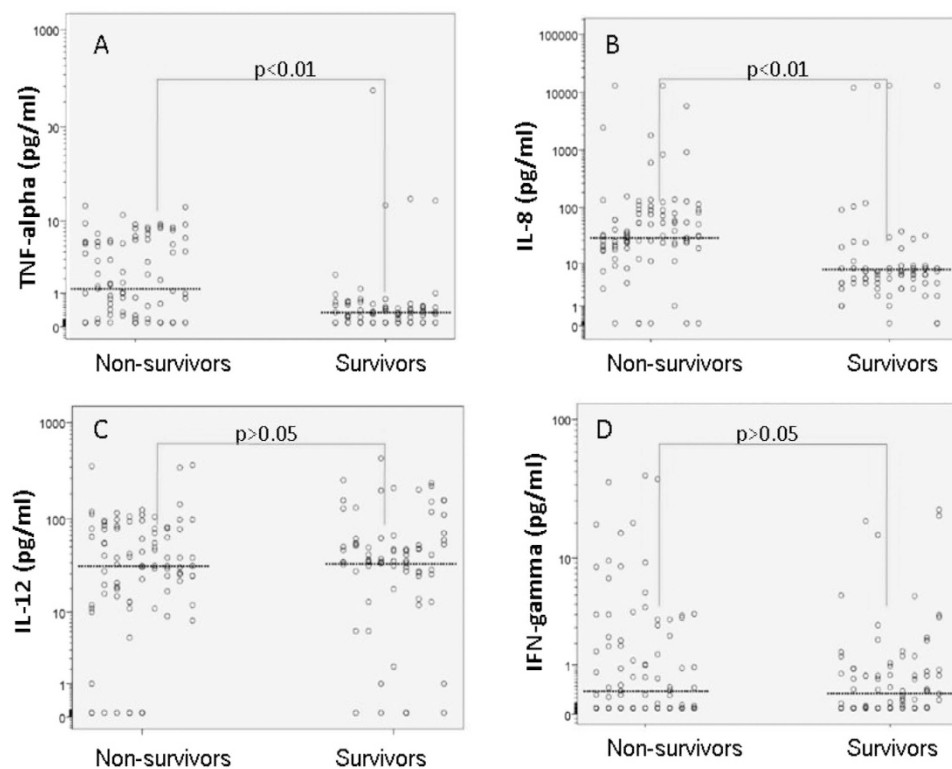 A
TNF-alpha (pg/ml)
1000
00
10
1
0
p<0.01
Non-survivors Survivors
B
IL-8 (pg/ml)
100000
10000
1000
100
10
1
0
p<0.01
Non-survivors Survivors
C
IL-12 (pg/ml)
1000
100
10
1
0
p>0.05
Non-survivors Survivors
D
IFN-gamma (pg/ml)
100
10
1
0
p>0.05
Non-survivors Survivors